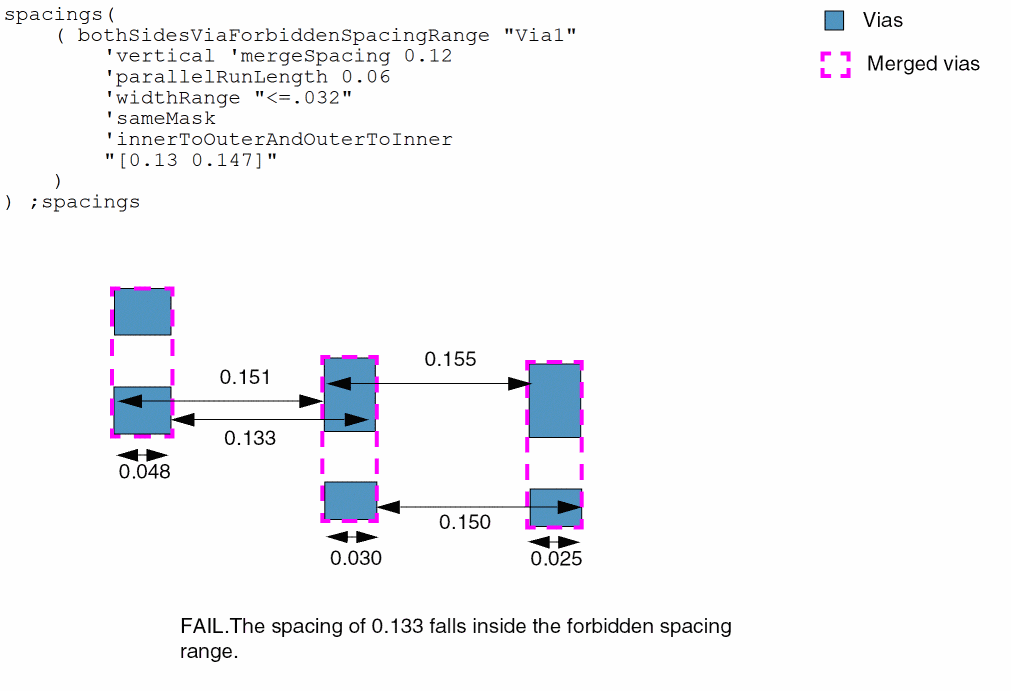 spacings(
( bothSidesViaForbiddenSpacingRange "Via1"
'vertical 'mergeSpacing 0.12
'parallelRunLength 0.06
'widthRange "<=.032"
'sameMask
'innerToOuterAndOuterToInner
"[0.13 0.147]"
)
) ;spacings
Vias
Merged vias
0.155
0.151
0.133
0.048
0.150
0.030
0.025
FAIL.The spacing of 0.133 falls inside the forbidden spacing
range.